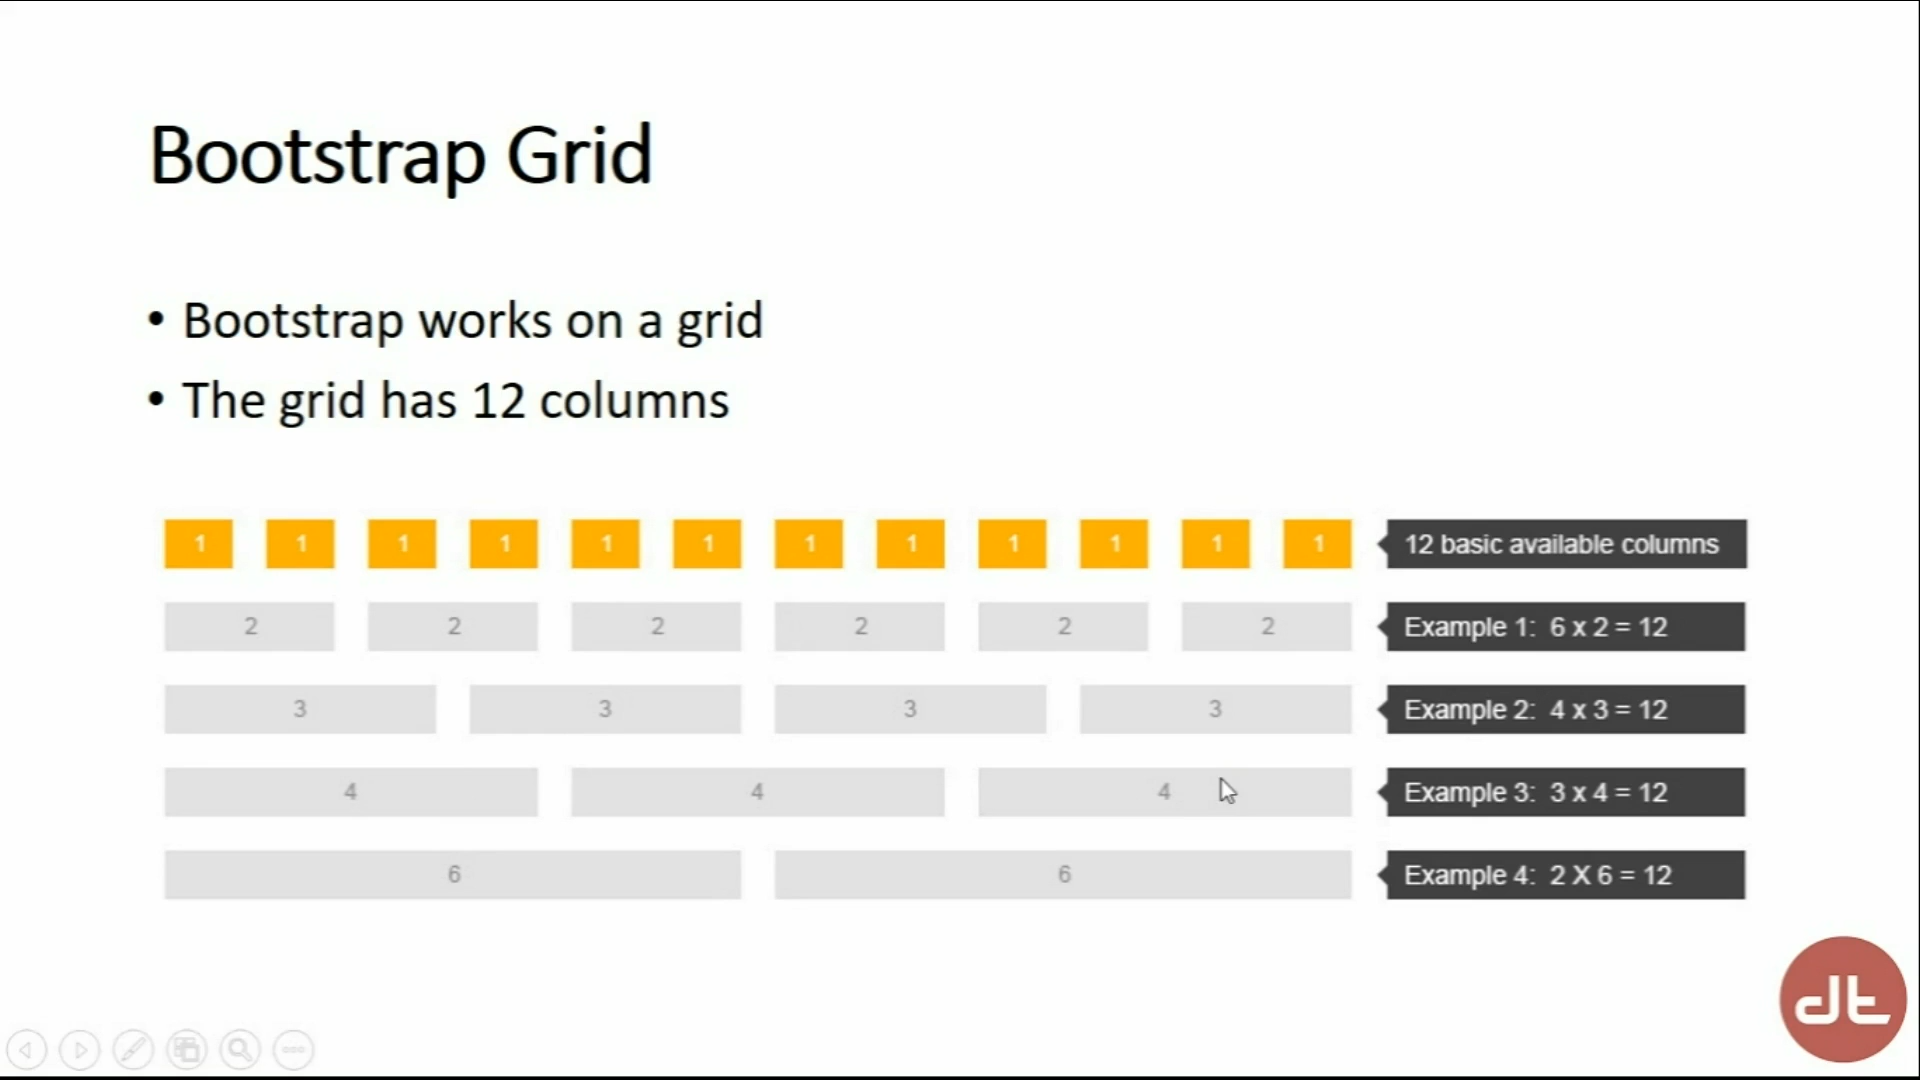 Bootstrap Grid
• Bootstrap works on a grid
• The grid has 12 columns
1 1 1 1 1 1 1 1 1 1 1 1 12 basic available columns
2 2 2 2 2 2 Example 1: 6 x 2 = 12
3 3 3 3 Example 2: 4 x 3 = 12
4 4 4 Example 3: 3 x 4 = 12
6 6 Example 4: 2 X 6 = 12
dt